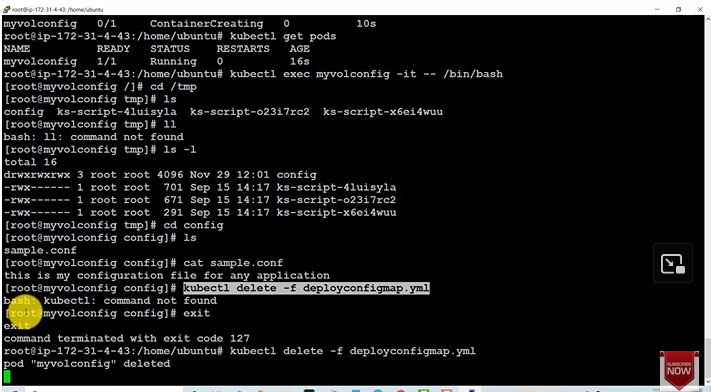 root@ip-172-31-4-43: /home/ubuntu
myvolconfig   0/1     ContainerCreating   0          10s
root@ip-172-31-4-43:/home/ubuntu# kubectl get pods
NAME          READY   STATUS    RESTARTS   AGE
myvolconfig   1/1     Running   0          16s
root@ip-172-31-4-43:/home/ubuntu# kubectl exec myvolconfig -it -- /bin/bash
[root@myvolconfig /]# cd /tmp
[root@myvolconfig tmp]# ls
config  ks-script-4luisyla  ks-script-o23i7rc2  ks-script-x6ei4wuu
[root@myvolconfig tmp]# ll
bash: ll: command not found
[root@myvolconfig tmp]# ls -l
total 16
drwxrwxrwx 3 root root 4096 Nov 29 12:01 config
-rwx------ 1 root root  701 Sep 15 14:17 ks-script-4luisyla
-rwx------ 1 root root  671 Sep 15 14:17 ks-script-o23i7rc2
-rwx------ 1 root root  291 Sep 15 14:17 ks-script-x6ei4wuu
[root@myvolconfig tmp]# cd config
[root@myvolconfig config]# ls
sample.conf
[root@myvolconfig config]# cat sample.conf
this is my configuration file for any application
[root@myvolconfig config]# kubectl delete -f deployconfigmap.yml
bash: kubectl: command not found
[root@myvolconfig config]# exit
exit
command terminated with exit code 127
root@ip-172-31-4-43:/home/ubuntu# kubectl delete -f deployconfigmap.yml
pod "myvolconfig" deleted
SUBSCRIBE
NOW